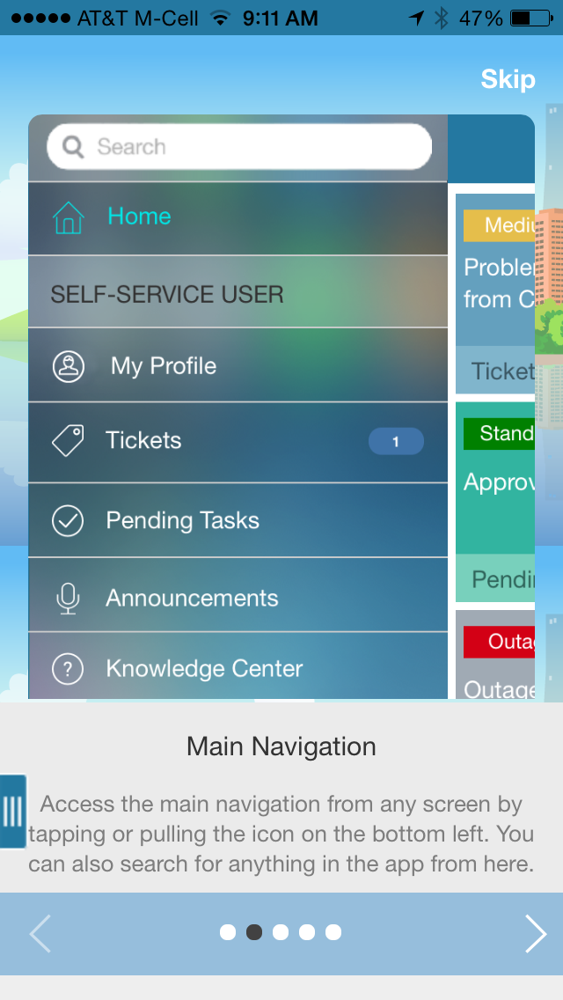 AT&T M-Cell 9:11 AM 47%
Skip
Search
Home
SELF-SERVICE USER
My Profile
Tickets 1
Pending Tasks
Announcements
? Knowledge Center
Mediu
Problem
from C
Ticket
Stand
Approv
Pendin
Outag
Outage
Main Navigation
Access the main navigation from any screen by
tapping or pulling the icon on the bottom left. You
can also search for anything in the app from here.